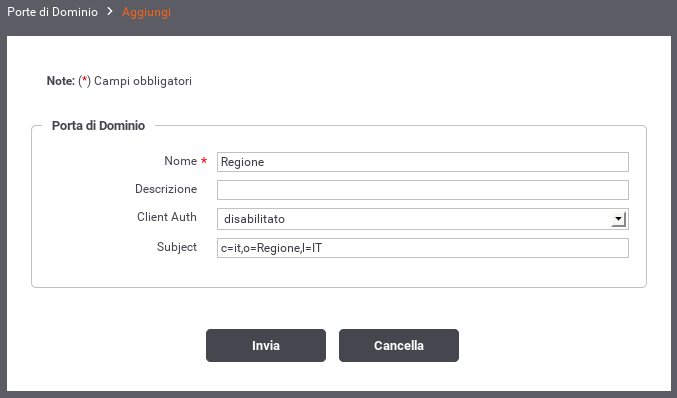 Porte di Dominio > Aggiungi
Note: (*) Campi obbligatori
Porta di Dominio
Nome * Regione
Descrizione
Client Auth disabilitato
Subject c=it,o=Regione,l=IT
Invia Cancella